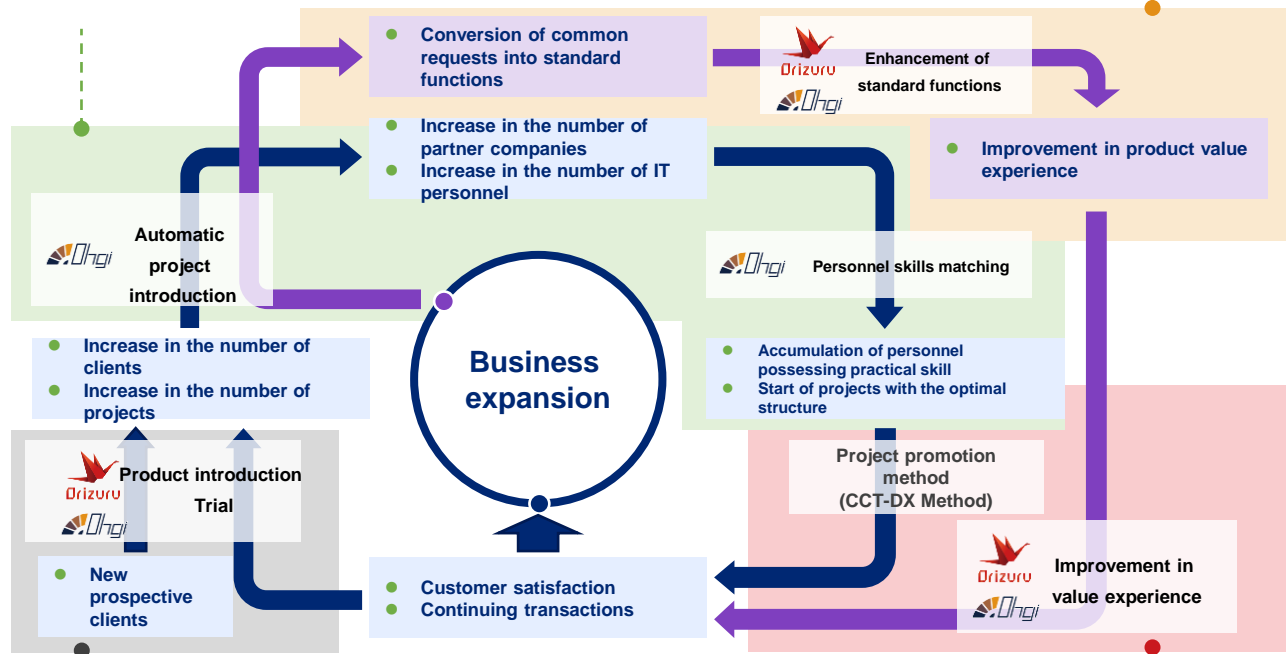 Conversion of common
requests into standard
functions
Orizuru
Ohgi
Enhancement of
standard functions
Increase in the number of
partner companies
Increase in the number of IT
personnel
Improvement in product value
experience
Ohgi
Automatic
project
introduction
Ohgi
Personnel skills matching
Increase in the number of
clients
Increase in the number of
projects
Business
expansion
Accumulation of personnel
possessing practical skill
Start of projects with the optimal
structure
Orizuru
Ohgi
Product introduction
Trial
Project promotion
method
(CCT-DX Method)
New
prospective
clients
Customer satisfaction
Continuing transactions
Orizuru
Ohgi
Improvement in
value experience